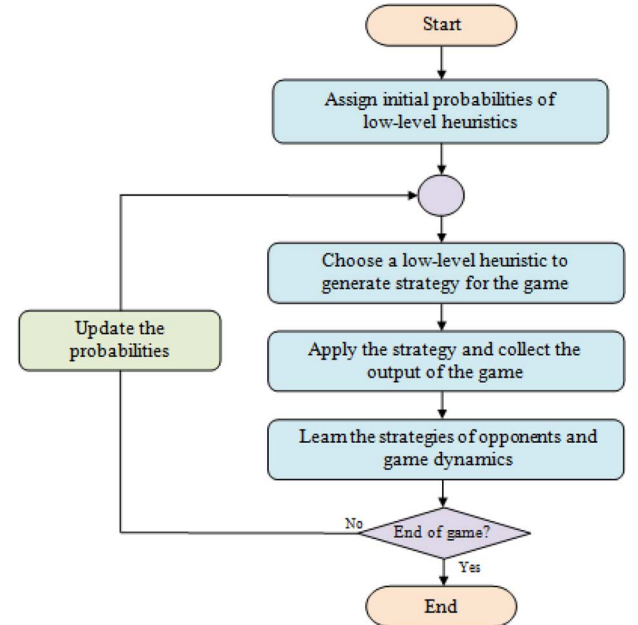 Start
Assign initial probabilities of
low-level heuristics
Choose a low-level heuristic to
generate strategy for the game
Update the
probabilities
Apply the strategy and collect the
output of the game
Learn the strategies of opponents and
game dynamics
No
End of game?
Yes
End